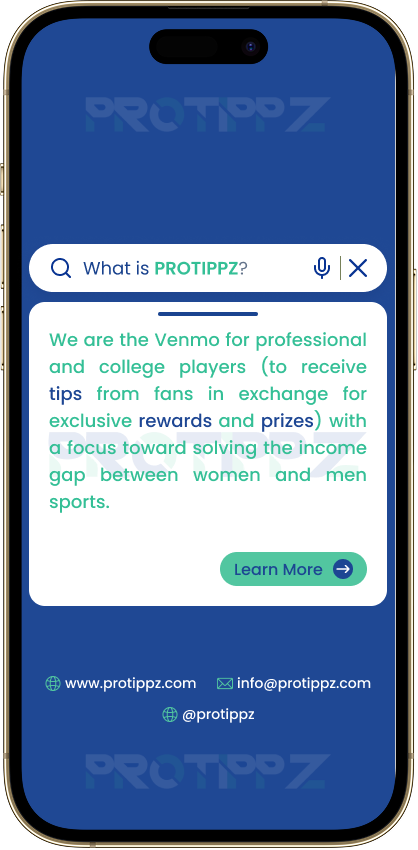 PROTIPPZ
What is PROTIPPZ?
We are the Venmo for professional
and college players (to receive
tips from fans in exchange for
exclusive rewards and prizes) with
PROTIPPZ
a focus toward solving the income
gap between women and men
sports.
Learn More
www.protippz.com info@protippz.com
@protippz
PROTIPPZ